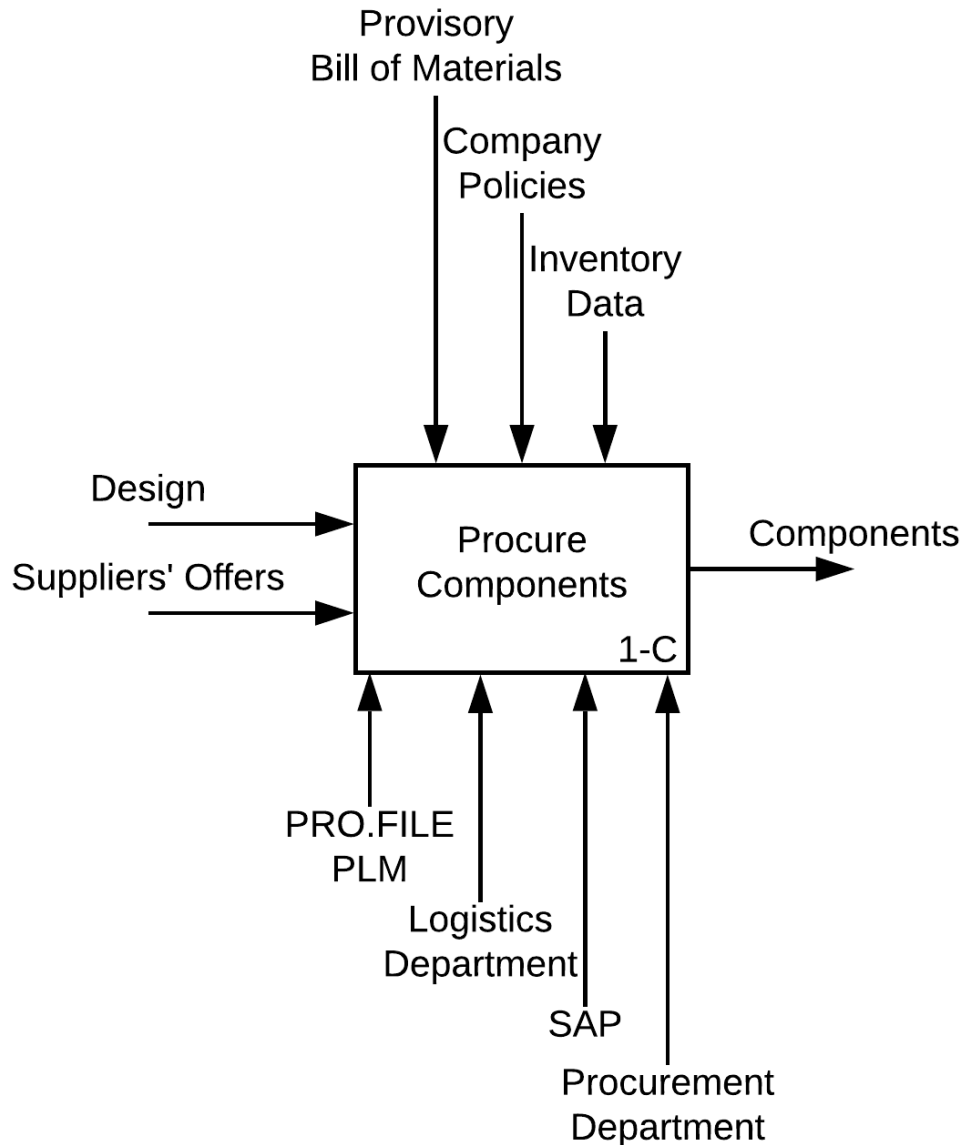 Provisory
Bill of Materials
Company
Policies
Inventory
Data
Design
Suppliers' Offers
Procure
Components
1-C
Components
PRO.FILE
PLM
Logistics
Department
SAP
Procurement
Department